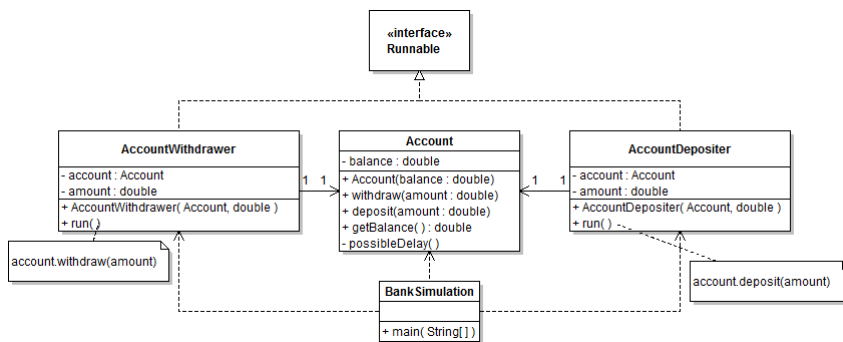 «interface»
Runnable
AccountWithdrawer
- account : Account
- amount : double
+ AccountWithdrawer( Account, double )
+ run( )
account.withdraw(amount)
1 1
Account
- balance : double
+ Account(balance : double)
+ withdraw(amount : double)
+ deposit(amount : double)
+ getBalance( ) : double
- possibleDelay( )
1 1
AccountDepositer
- account : Account
- amount : double
+ AccountDepositer( Account, double )
+ run( )
account.deposit(amount)
BankSimulation
+ main( String[ ] )